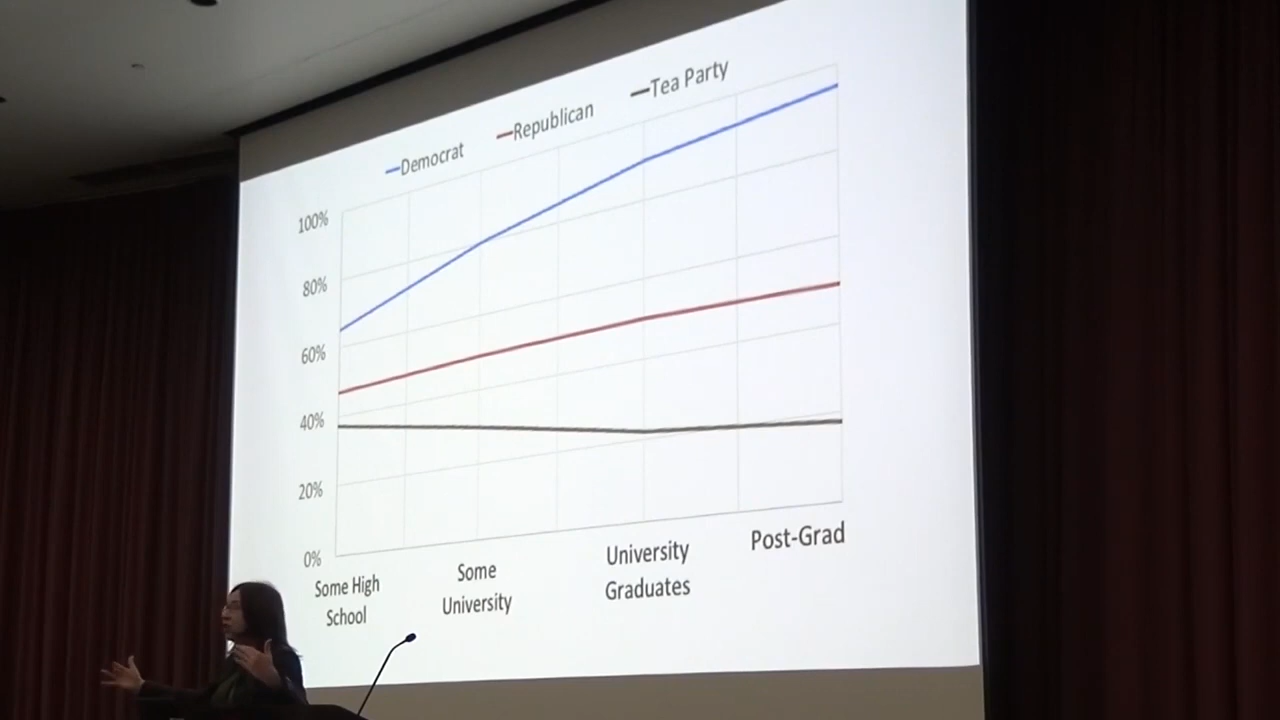 Democrat
Republican
Tea Party
100%
80%
60%
40%
20%
0%
Some High
School
Some
University
University
Graduates
Post-Grad